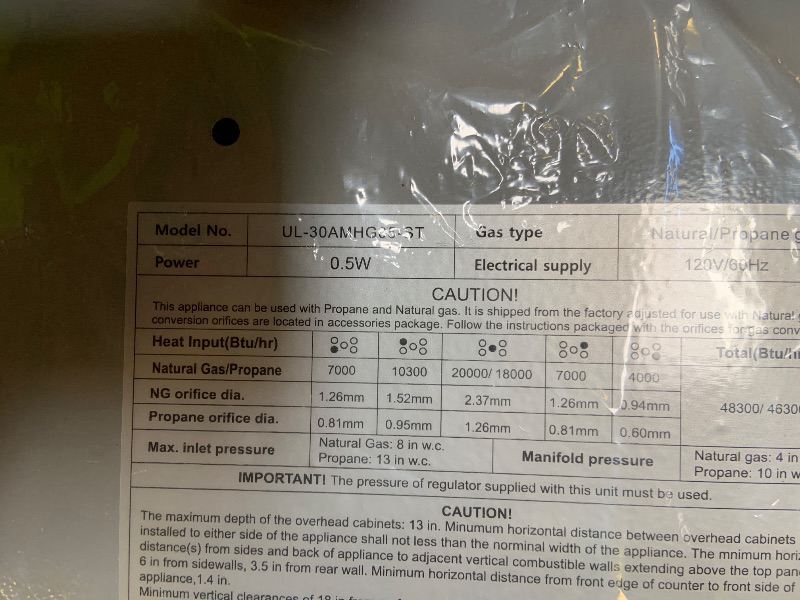 Model No. UL-30AMHG35-ST Gas type Natural/Propane
Power 0.5W Electrical supply 120V/60Hz
CAUTION!
This appliance can be used with Propane and Natural gas. It is shipped from the factory adjusted for use with Natural
conversion orifices are located in accessories package. Follow the instructions packaged with the orifices for gas
Heat Input(Btu/hr) Total(Btu/hr
Natural Gas/Propane 7000 10300 20000/ 18000 7000 4000
NG orifice dia. 1.26mm 1.52mm 2.37mm 1.26mm 0.94mm 48300/
Propane orifice dia. 0.81mm 0.95mm 1.26mm 0.81mm 0.60mm
Max. inlet pressure Natural Gas: 8 in w.c. Manifold pressure Natural gas: 4 in
Propane: 13 in w.c. Propane: 10 in
IMPORTANT! The pressure of regulator supplied with this unit must be used.
CAUTION!
The maximum depth of the overhead cabinets: 13 in. Minumum horizontal distance between overhead cabinets
installed to either side of the appliance shall not less than the norminal width of the appliance. The mnimum
distance(s) from sides and back of appliance to adjacent vertical combustible walls extending above the top
6 in from sidewalls, 3.5 in from rear wall. Minimum horizontal distance from front edge of counter to front side of
appliance,1.4 in.
Minimum vertical clearances of 18 in